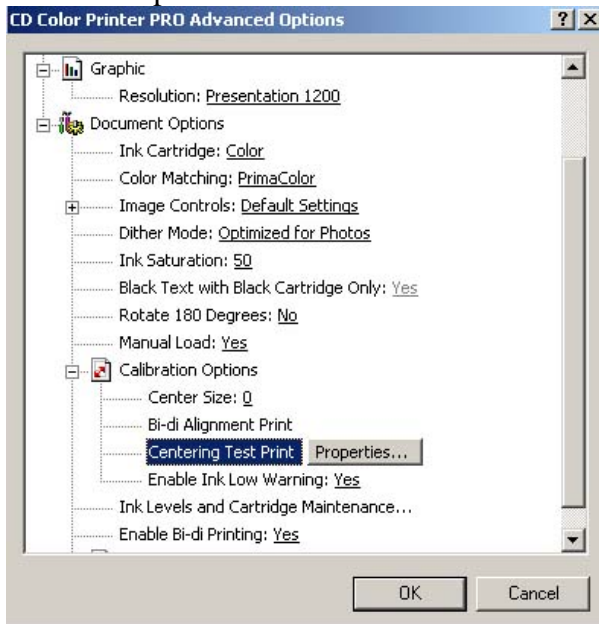 CD Color Printer PRO Advanced Options
Graphic
Resolution: Presentation 1200
Document Options
Ink Cartridge: Color
Color Matching: PrimaColor
Image Controls: Default Settings
Dither Mode: Optimized for Photos
Ink Saturation: 50
Black Text with Black Cartridge Only: Yes
Rotate 180 Degrees: No
Manual Load: Yes
Calibration Options
Center Size: 0
Bi-di Alignment Print
Centering Test Print Properties...
Enable Ink Low Warning: Yes
Ink Levels and Cartridge Maintenance...
Enable Bi-di Printing: Yes
OK Cancel